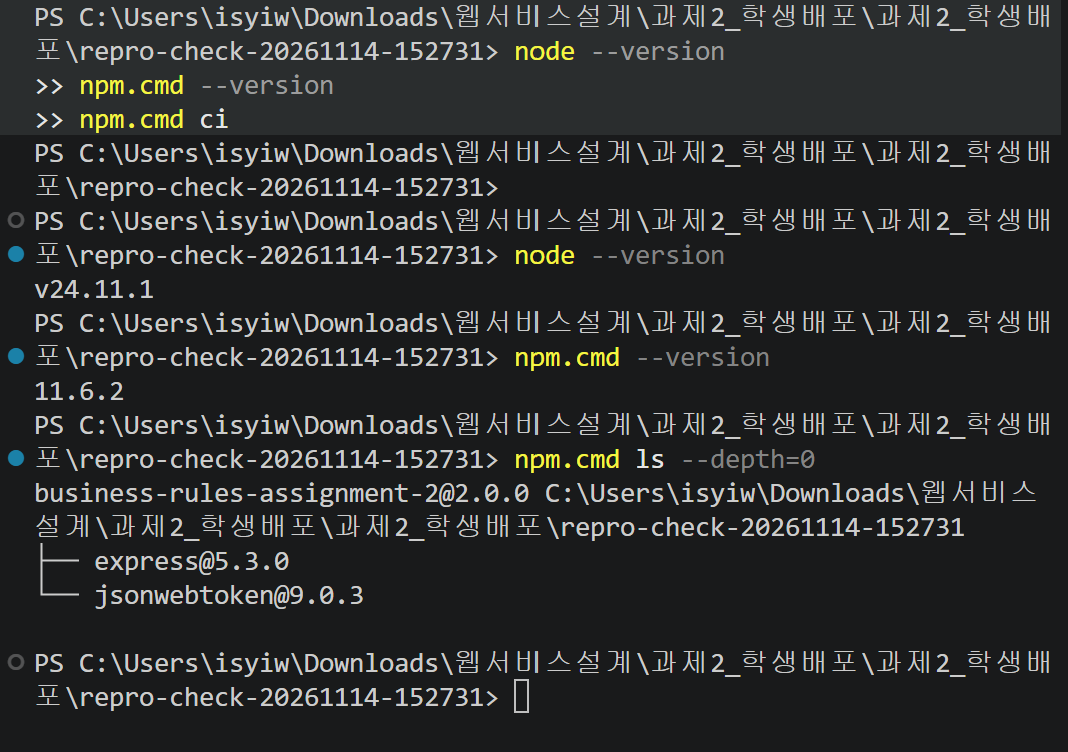 PS C:\Users\isyiw\Downloads\웹서비스설계\과제2_학생배포\과제2_학생배
포\repro-check-20261114-152731> node --version
>> npm.cmd --version
>> npm.cmd ci
PS C:\Users\isyiw\Downloads\웹서비스설계\과제2_학생배포\과제2_학생배
포\repro-check-20261114-152731>
PS C:\Users\isyiw\Downloads\웹서비스설계\과제2_학생배포\과제2_학생배
포\repro-check-20261114-152731> node --version
v24.11.1
PS C:\Users\isyiw\Downloads\웹서비스설계\과제2_학생배포\과제2_학생배
포\repro-check-20261114-152731> npm.cmd --version
11.6.2
PS C:\Users\isyiw\Downloads\웹서비스설계\과제2_학생배포\과제2_학생배
포\repro-check-20261114-152731> npm.cmd ls --depth=0
business-rules-assignment-2@2.0.0 C:\Users\isyiw\Downloads\웹서비스
설계\과제2_학생배포\과제2_학생배포\repro-check-20261114-152731
├── express@5.3.0
└── jsonwebtoken@9.0.3
PS C:\Users\isyiw\Downloads\웹서비스설계\과제2_학생배포\과제2_학생배
포\repro-check-20261114-152731>